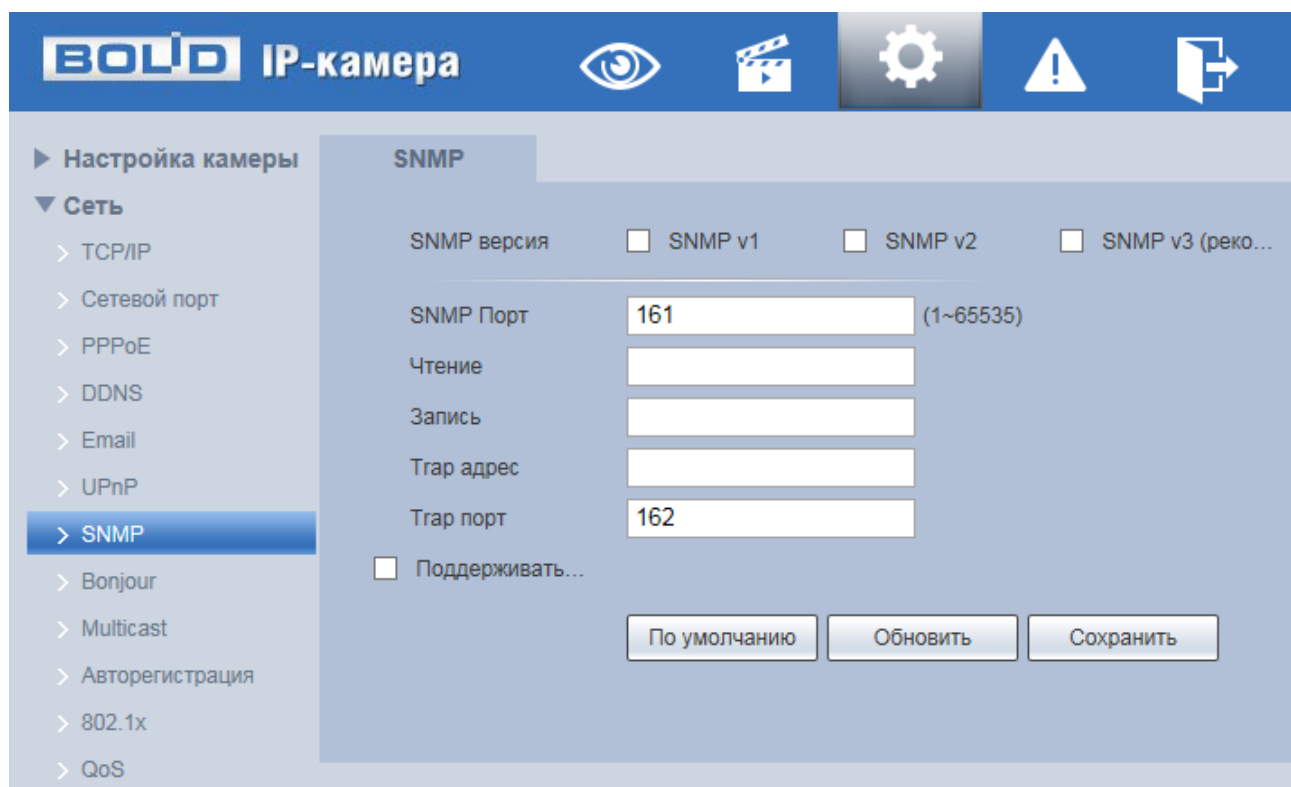 BOLID IP-камера
Настройка камеры
SNMP
Сеть
TCP/IP
Сетевой порт
PPPoE
DDNS
Email
UPnP
SNMP
Bonjour
Multicast
Авторегистрация
802.1x
QoS
SNMP версия SNMP v1 SNMP v2 SNMP v3 (реко...
SNMP Порт 161 (1~65535)
Чтение
Запись
Trap адрес
Trap порт 162
Поддерживать...
По умолчанию Обновить Сохранить